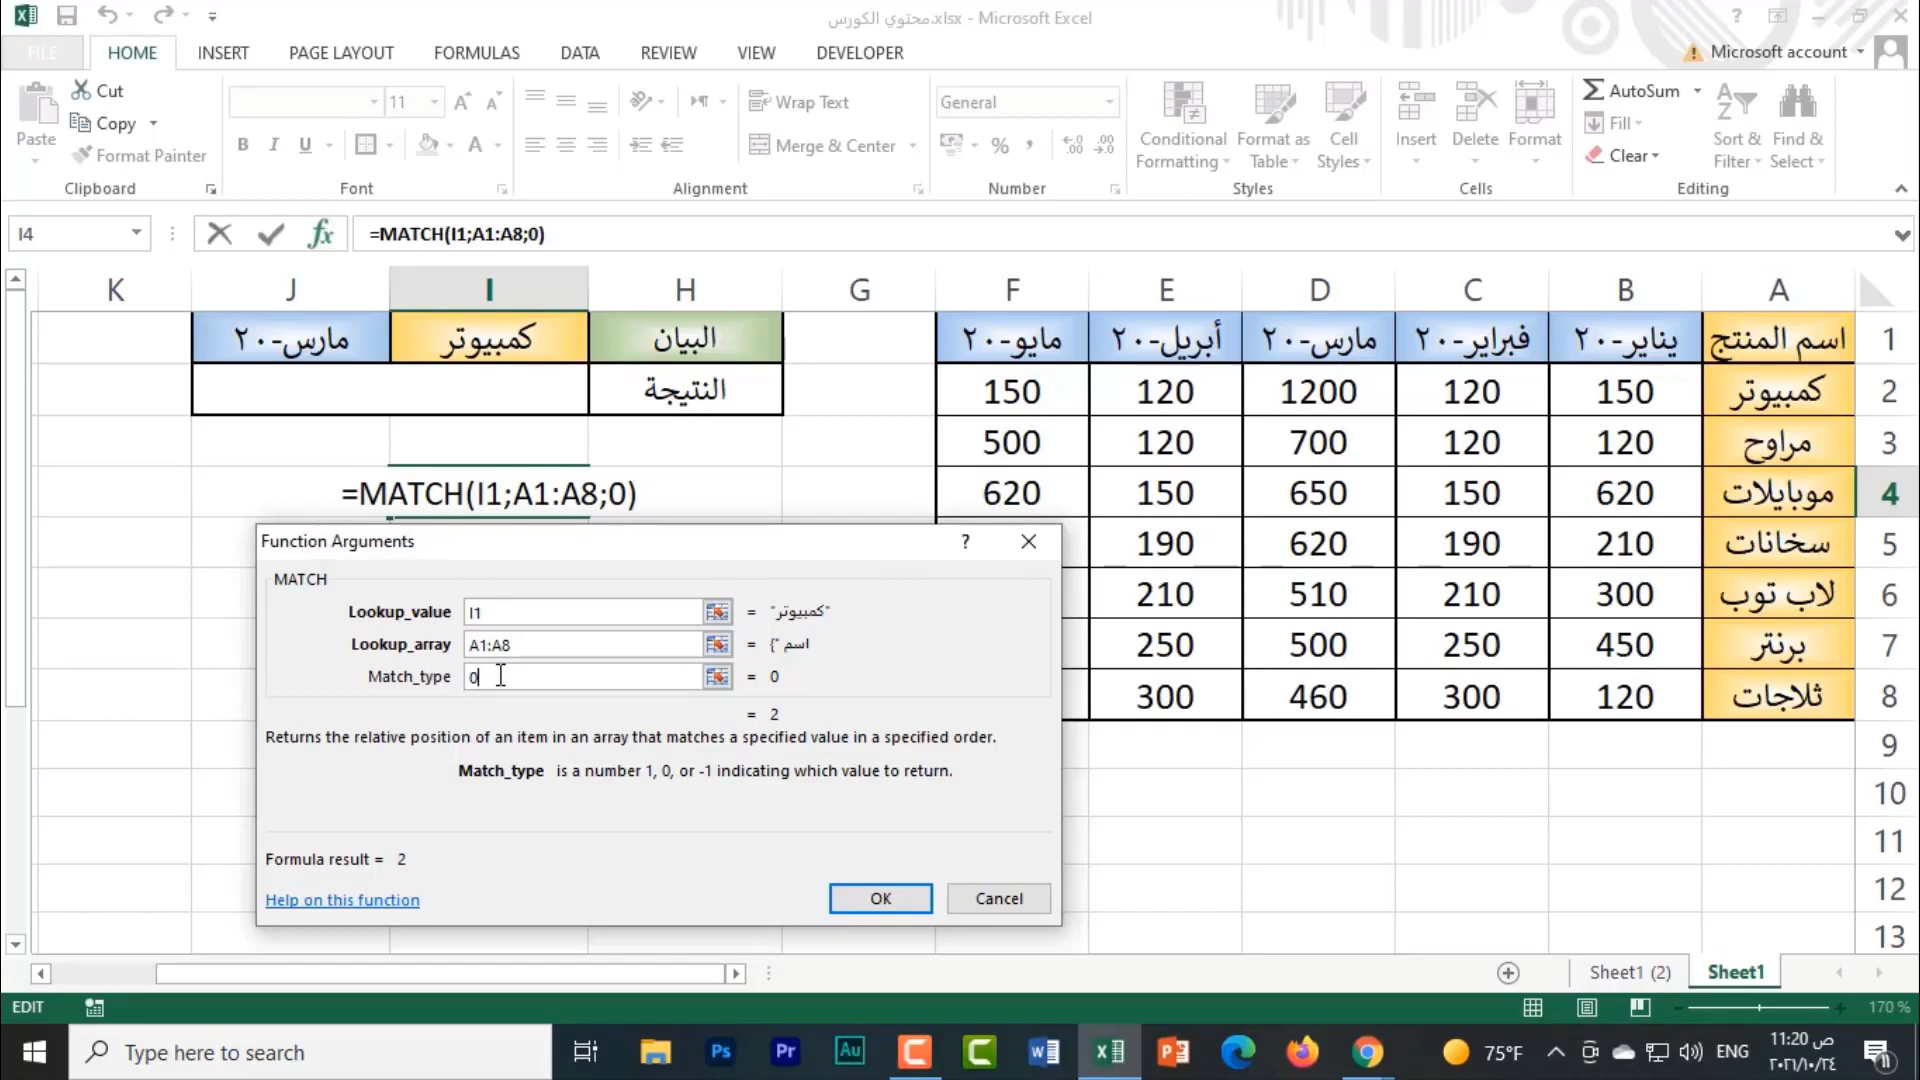 محتوي الكورس.xlsx - Microsoft Excel
FILE HOME INSERT PAGE LAYOUT FORMULAS DATA REVIEW VIEW DEVELOPER Microsoft account
Paste Cut Copy Format Painter
11 B I U
Wrap Text Merge & Center
General %
Conditional Formatting Format as Table Cell Styles
Insert Delete Format
AutoSum Fill Clear
Sort & Filter Find & Select
Clipboard Font Alignment Number Styles Cells Editing
I4 fx =MATCH(I1;A1:A8;0)
K J I H G F E D C B A
مارس-٢٠ كمبيوتر البيان مايو-٢٠ أبريل-٢٠ مارس-٢٠ فبراير-٢٠ يناير-٢٠ اسم المنتج 1
النتيجة 150 120 1200 120 150 كمبيوتر 2
500 120 700 120 120 مراوح 3
=MATCH(I1;A1:A8;0) 620 150 650 150 620 موبايلات 4
190 620 190 210 سخانات 5
210 510 210 300 لاب توب 6
250 500 250 450 برنتر 7
300 460 300 120 ثلاجات 8
9
10
11
12
13
Function Arguments ?
MATCH
Lookup_value I1 = "كمبيوتر"
Lookup_array A1:A8 = {" اسم
Match_type 0 = 0
= 2
Returns the relative position of an item in an array that matches a specified value in a specified order.
Match_type is a number 1, 0, or -1 indicating which value to return.
Formula result = 2
Help on this function OK Cancel
Sheet1 (2) Sheet1
EDIT 170 %
Type here to search Ps Pr Au 75°F ENG 11:20 ص
٢٠٢١/١٠/٢٤